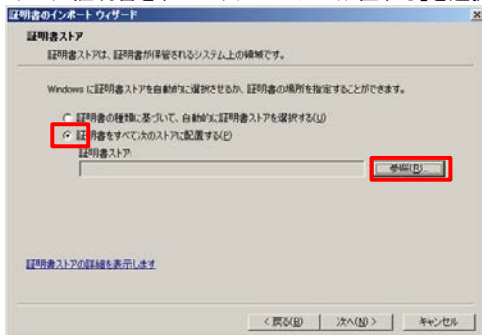 証明書のインポート ウィザード
証明書ストア
証明書ストアは、証明書が保管されるシステム上の領域です。
Windows に証明書ストアを自動的に選択させるか、証明書の場所を指定することができます。
証明書の種類に基づいて、自動的に証明書ストアを選択する(U)
証明書をすべて次のストアに配置する(P)
証明書ストア:
参照(R)...
証明書ストアの詳細を表示します
< 戻る(B)
次へ(N) >
キャンセル